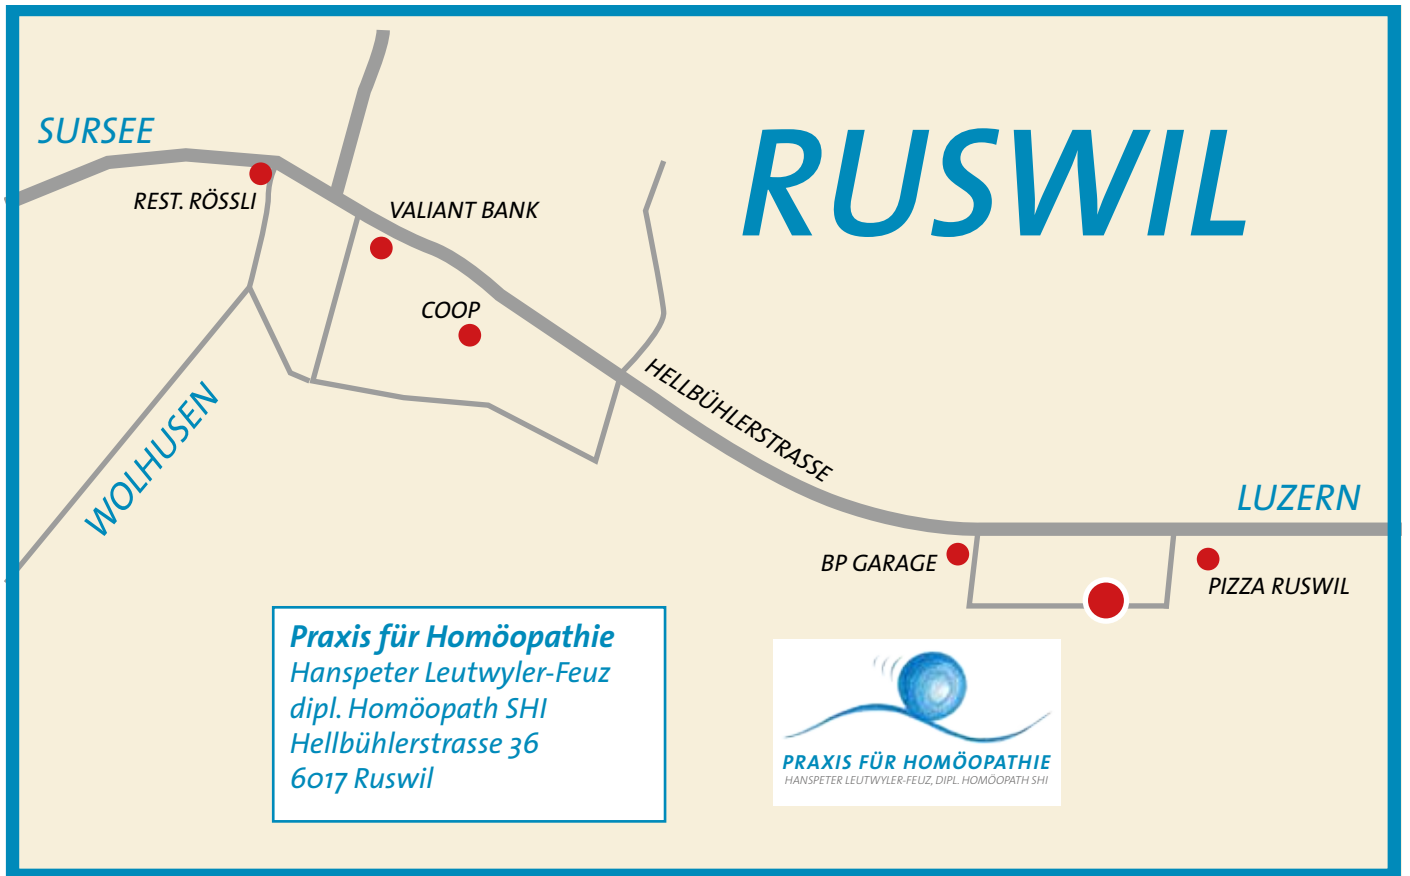 SURSEE
RUSWIL
REST. RÖSSLI
VALIANT BANK
COOP
HELLBÜHLERSTRASSE
WOLHUSEN
LUZERN
BP GARAGE
PIZZA RUSWIL
Praxis für Homöopathie
Hanspeter Leutwyler-Feuz
dipl. Homöopath SHI
Hellbühlerstrasse 36
6017 Ruswil
PRAXIS FÜR HOMÖOPATHIE
HANSPETER LEUTWYLER-FEUZ, DIPL. HOMÖOPATH SHI